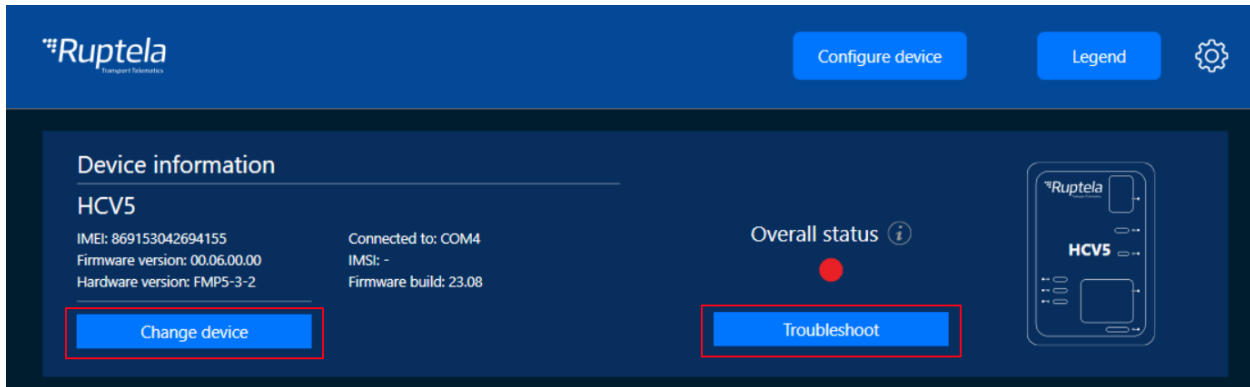 Ruptela
Transport Telematics
Configure device
Legend
Device information
HCV5
IMEI: 869153042694155
Connected to: COM4
Firmware version: 00.06.00.00
IMSI: -
Hardware version: FMP5-3-2
Firmware build: 23.08
Change device
Overall status i
Troubleshoot
Ruptela
HCV5